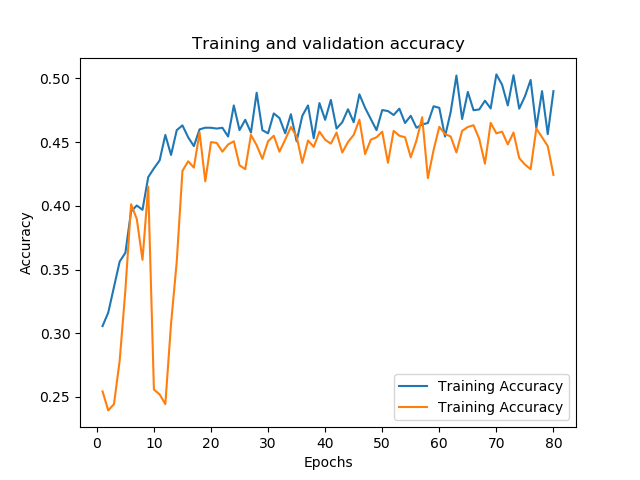 Training and validation accuracy
0.50
0.45
0.40
0.35
0.30
0.25
Accuracy
0 10 20 30 40 50 60 70 80
Epochs
Training Accuracy
Training Accuracy